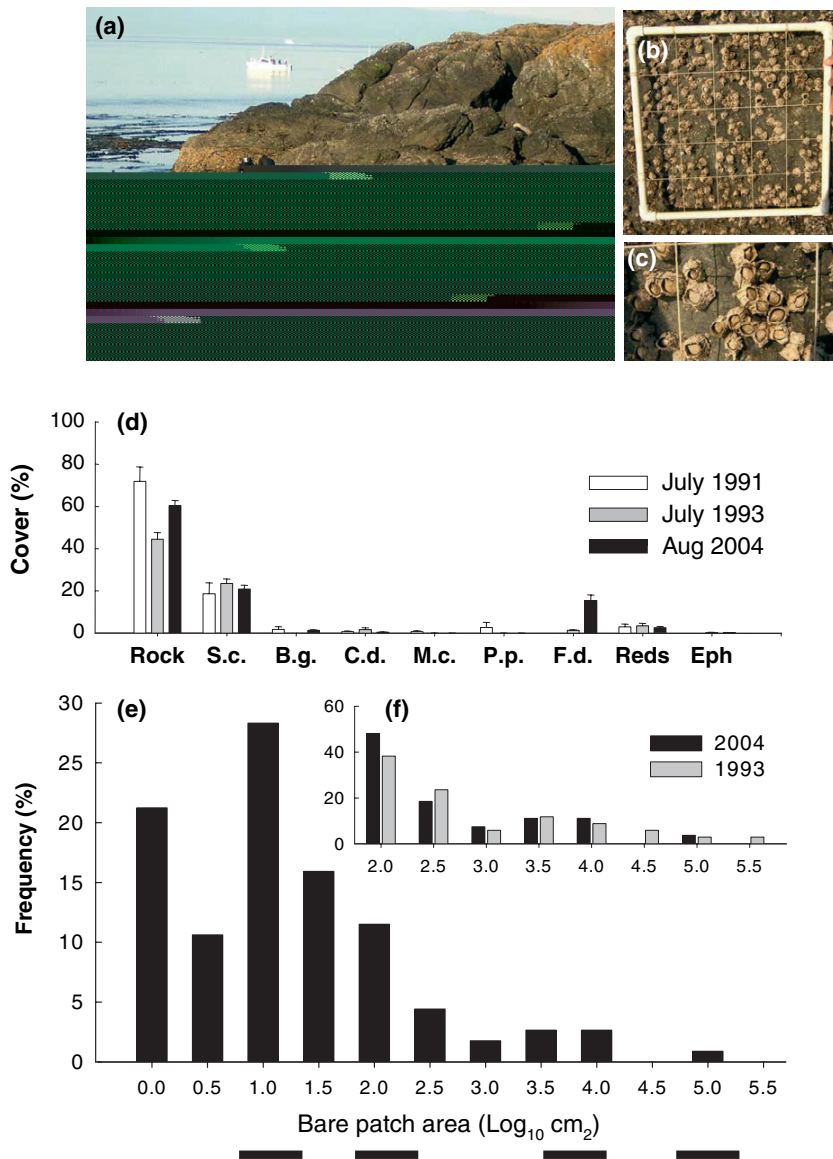 (a)
(b)
(c)
(d)
100
80
60
40
20
0
Cover (%)
July 1991
July 1993
Aug 2004
Rock S.c. B.g. C.d. M.c. P.p. F.d. Reds Eph
(e)
30
25
20
15
10
5
0
Frequency (%)
(f)
60
40
20
0
2004
1993
2.0 2.5 3.0 3.5 4.0 4.5 5.0 5.5
0.0 0.5 1.0 1.5 2.0 2.5 3.0 3.5 4.0 4.5 5.0 5.5
Bare patch area (Log₁₀ cm₂)